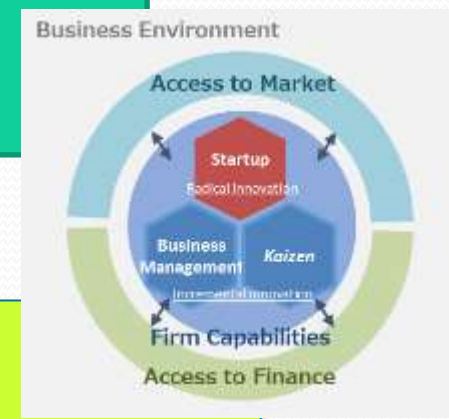 Business Environment
Access to Market
Startup
Radical Innovation
Business
Management
Kaizen
Incremental Innovation
Firm Capabilities
Access to Finance